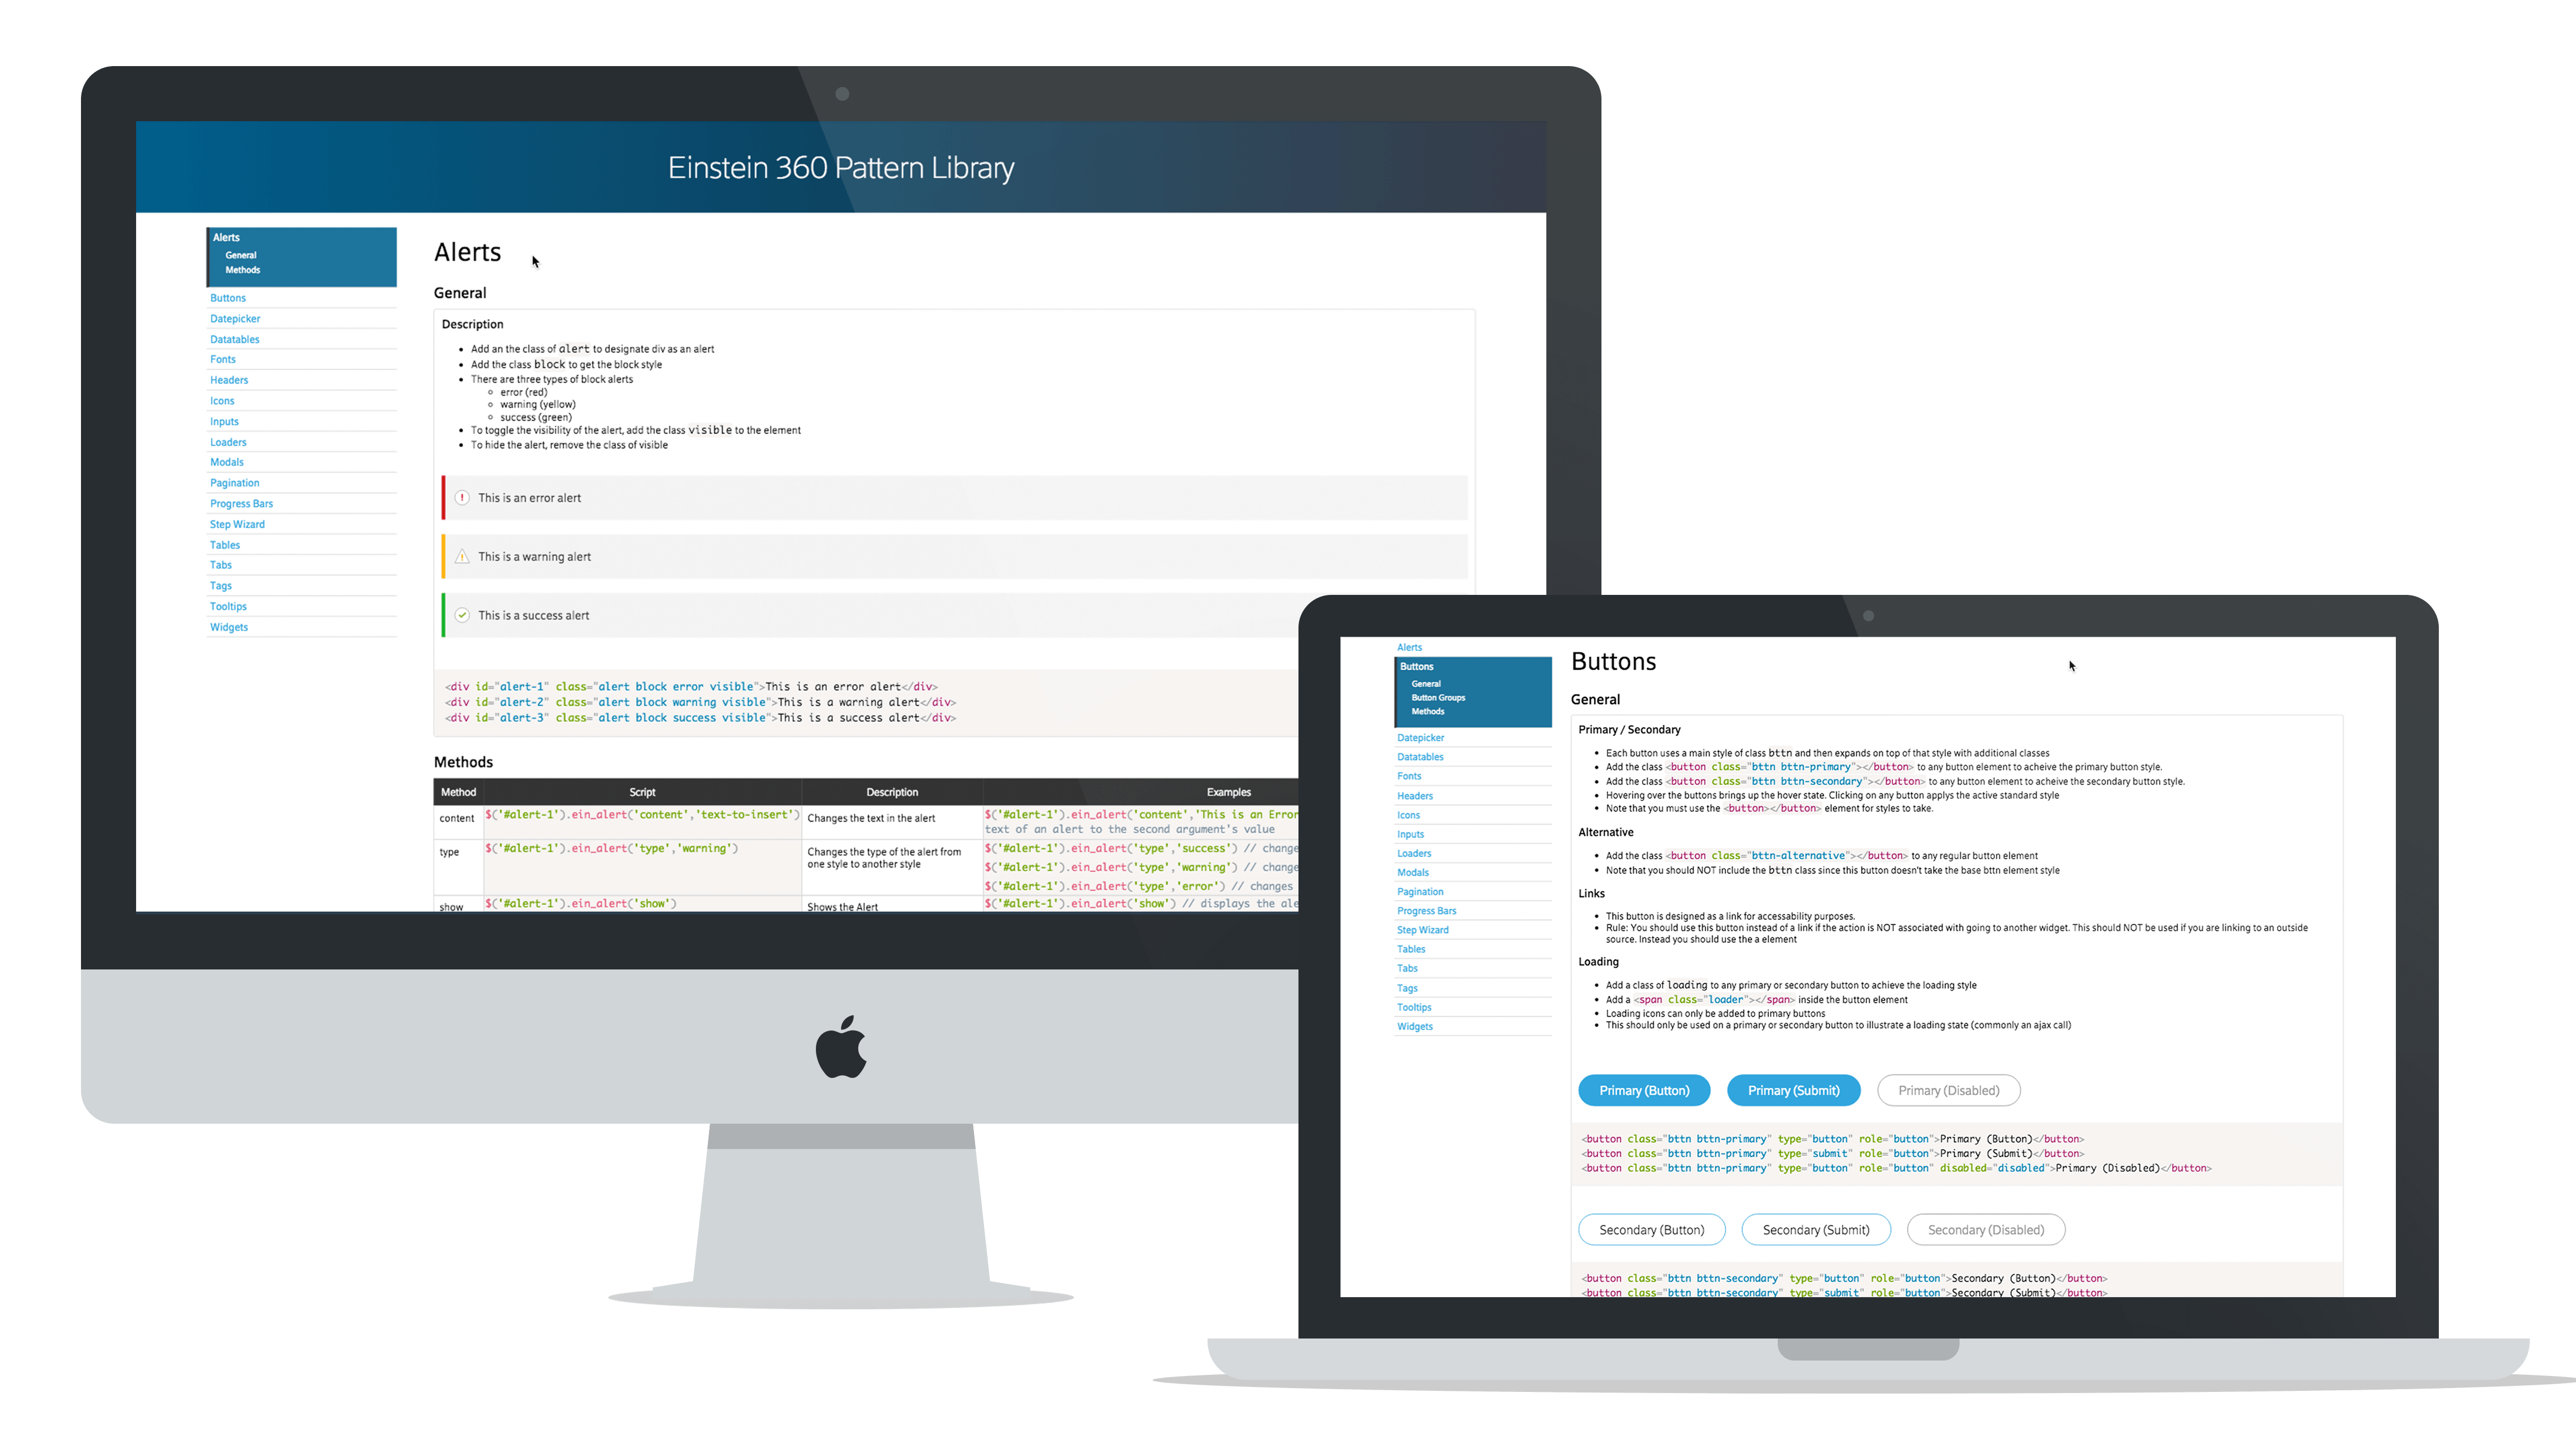 Einstein 360 Pattern Library
Alerts
General
Methods
Buttons
Datepicker
Datatables
Fonts
Headers
Icons
Inputs
Loaders
Modals
Pagination
Progress Bars
Step Wizard
Tables
Tabs
Tags
Tooltips
Widgets
Alerts
General
Description
Add an the class of alert to designate div as an alert
Add the class block to get the block style
There are three types of block alerts
error (red)
warning (yellow)
success (green)
To toggle the visibility of the alert, add the class visible to the element
To hide the alert, remove the class of visible
This is an error alert
This is a warning alert
This is a success alert
<div id="alert-1" class="alert block error visible">This is an error alert</div>
<div id="alert-2" class="alert block warning visible">This is a warning alert</div>
<div id="alert-3" class="alert block success visible">This is a success alert</div>
Methods
Method Script Description Examples
content $('#alert-1').ein_alert('content','text-to-insert') Changes the text in the alert $('#alert-1').ein_alert('content','This is an Error
text of an alert to the second argument's value
type $('#alert-1').ein_alert('type','warning') Changes the type of the alert from $('#alert-1').ein_alert('type','success') // change
one style to another style
$('#alert-1').ein_alert('type','warning') // change
$('#alert-1').ein_alert('type','error') // changes
show $('#alert-1').ein_alert('show') Shows the Alert $('#alert-1').ein_alert('show') // displays the ale
Alerts
Buttons
General
Button Groups
Methods
Datepicker
Datatables
Fonts
Headers
Icons
Inputs
Loaders
Modals
Pagination
Progress Bars
Step Wizard
Tables
Tabs
Tags
Tooltips
Widgets
Buttons
General
Primary / Secondary
Each button uses a main style of class bttn and then expands on top of that style with additional classes
Add the class <button class="bttn bttn-primary"></button> to any button element to acheive the primary button style.
Add the class <button class="bttn bttn-secondary"></button> to any button element to acheive the secondary button style.
Hovering over the buttons brings up the hover state. Clicking on any button applys the active standard style
Note that you must use the <button></button> element for styles to take.
Alternative
Add the class <button class="bttn-alternative"></button> to any regular button element
Note that you should NOT include the bttn class since this button doesn't take the base bttn element style
Links
This button is designed as a link for accessability purposes.
Rule: You should use this button instead of a link if the action is NOT associated with going to another widget. This should NOT be used if you are linking to an outside
source. Instead you should use the a element
Loading
Add a class of loading to any primary or secondary button to achieve the loading style
Add a <span class="loader"></span> inside the button element
Loading icons can only be added to primary buttons
This should only be used on a primary or secondary button to illustrate a loading state (commonly an ajax call)
Primary (Button) Primary (Submit) Primary (Disabled)
<button class="bttn bttn-primary" type="button" role="button">Primary (Button)</button>
<button class="bttn bttn-primary" type="submit" role="button">Primary (Submit)</button>
<button class="bttn bttn-primary" type="button" role="button" disabled="disabled">Primary (Disabled)</button>
Secondary (Button) Secondary (Submit) Secondary (Disabled)
<button class="bttn bttn-secondary" type="button" role="button">Secondary (Button)</button>
<button class="bttn bttn-secondary" type="submit" role="button">Secondary (Submit)</button>